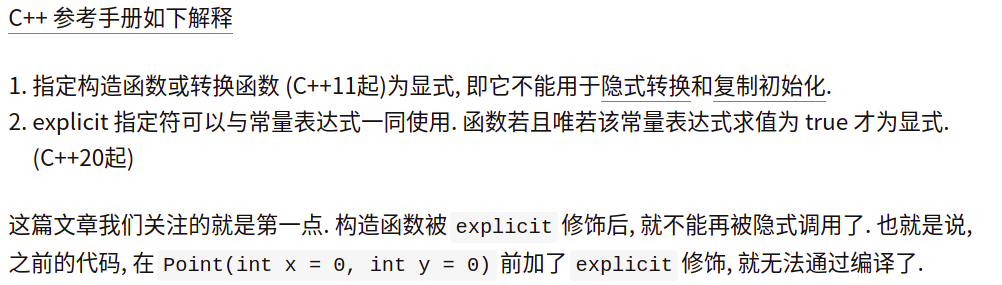 C++ 参考手册如下解释
1. 指定构造函数或转换函数 (C++11起)为显式, 即它不能用于隐式转换和复制初始化.
2. explicit 指定符可以与常量表达式一同使用. 函数若且唯若该常量表达式求值为 true 才为显式.
(C++20起)
这篇文章我们关注的就是第一点. 构造函数被 explicit 修饰后, 就不能再被隐式调用了. 也就是说,
之前的代码, 在 Point(int x = 0, int y = 0) 前加了 explicit 修饰, 就无法通过编译了.